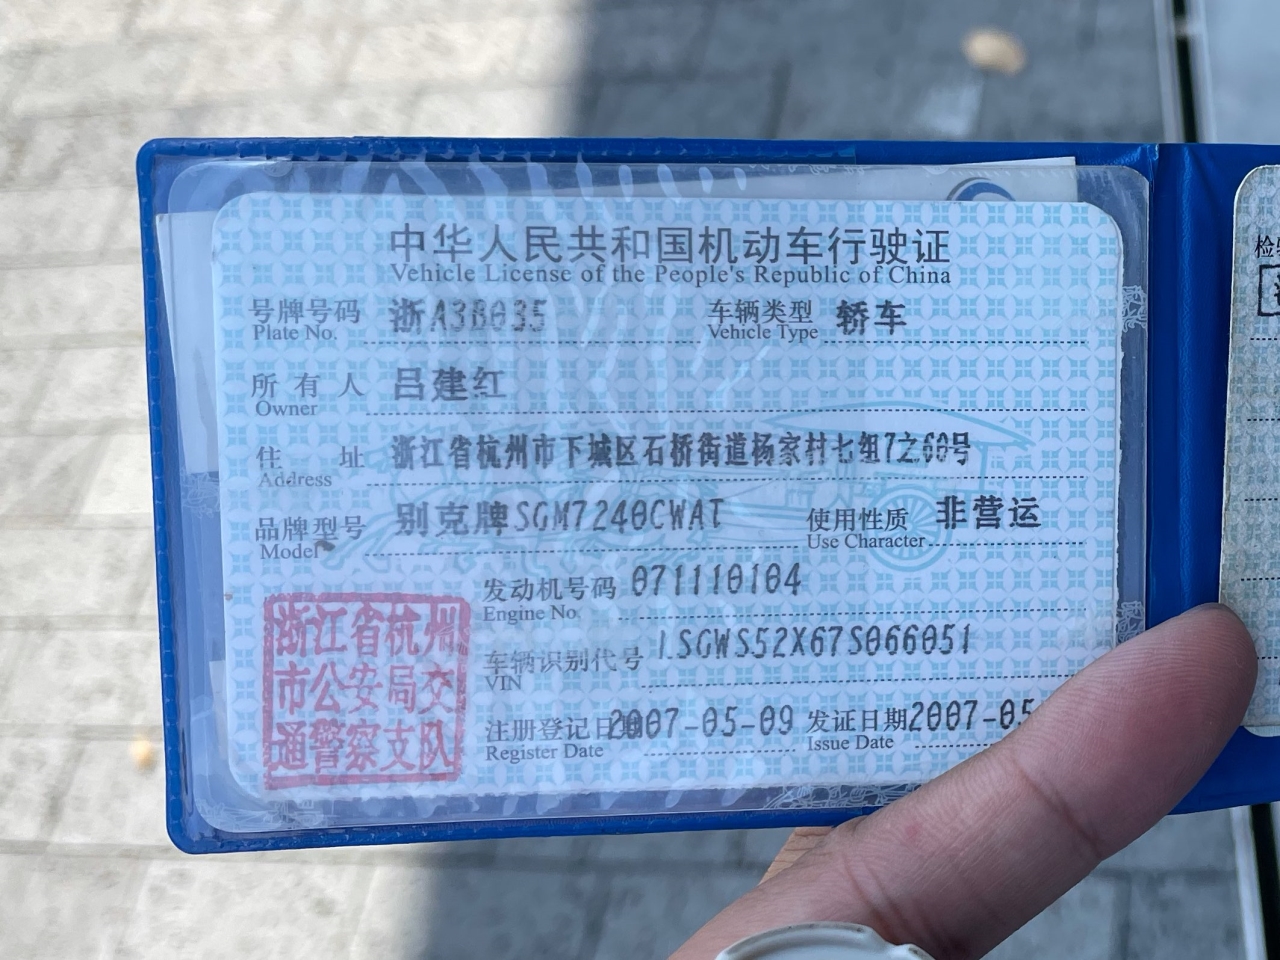 中华人民共和国机动车行驶证
Vehicle License of the People's Republic of China
号牌号码 浙A3B035 车辆类型 轿车
Plate No. Vehicle Type
所有人 吕建红
Owner
住址 浙江省杭州市下城区石桥街道杨家村七组7之60号
Address
品牌型号 别克牌SGM7240CWAT 使用性质 非营运
Model Use Character
发动机号码 071110104
Engine No.
车辆识别代号 LSGWS52X67S066051
VIN
注册登记日期 2007-05-09 发证日期 2007-05
Register Date Issue Date
浙江省杭州
市公安局交
通警察支队